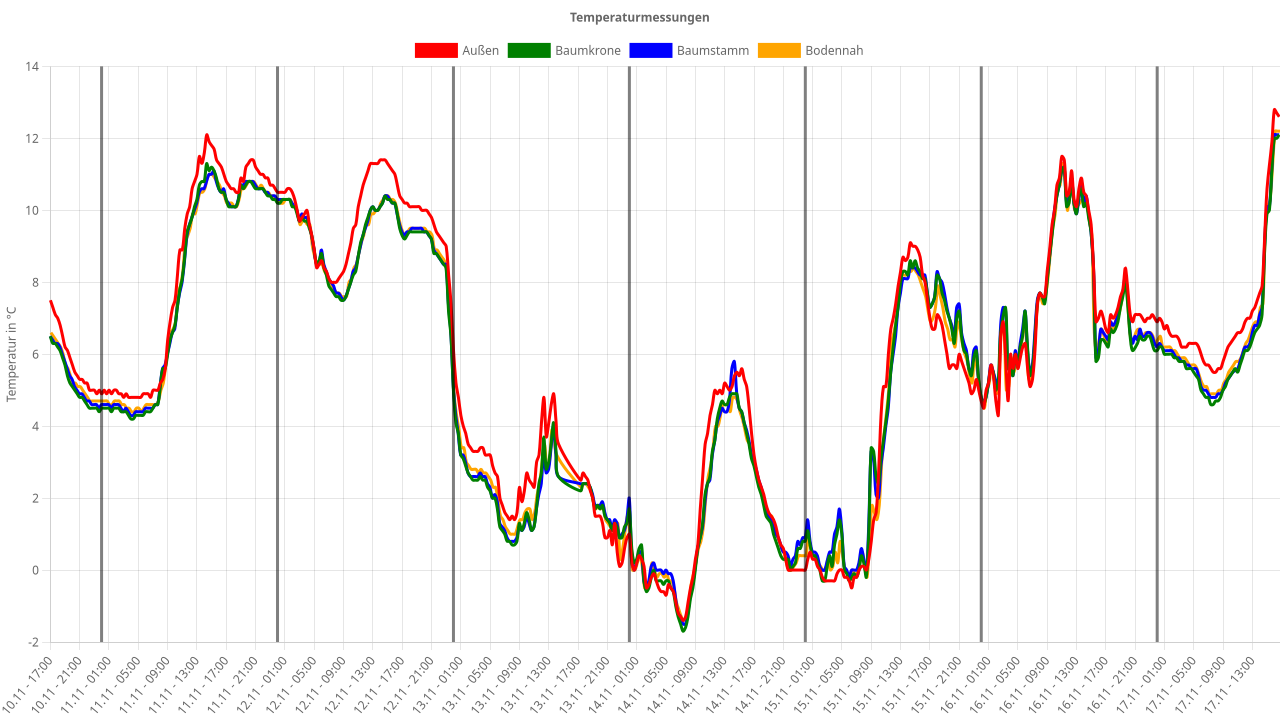 Temperaturmessungen
Außen Baumkrone Baumstamm Bodennah
Temperatur in °C
14
12
10
8
6
4
2
0
-2
10.11 - 17:00
10.11 - 21:00
11.11 - 01:00
11.11 - 05:00
11.11 - 09:00
11.11 - 13:00
11.11 - 17:00
11.11 - 21:00
12.11 - 01:00
12.11 - 05:00
12.11 - 09:00
12.11 - 13:00
12.11 - 17:00
12.11 - 21:00
13.11 - 01:00
13.11 - 05:00
13.11 - 09:00
13.11 - 13:00
13.11 - 17:00
13.11 - 21:00
14.11 - 01:00
14.11 - 05:00
14.11 - 09:00
14.11 - 13:00
14.11 - 17:00
14.11 - 21:00
15.11 - 01:00
15.11 - 05:00
15.11 - 09:00
15.11 - 13:00
15.11 - 17:00
15.11 - 21:00
16.11 - 01:00
16.11 - 05:00
16.11 - 09:00
16.11 - 13:00
16.11 - 17:00
16.11 - 21:00
17.11 - 01:00
17.11 - 05:00
17.11 - 09:00
17.11 - 13:00